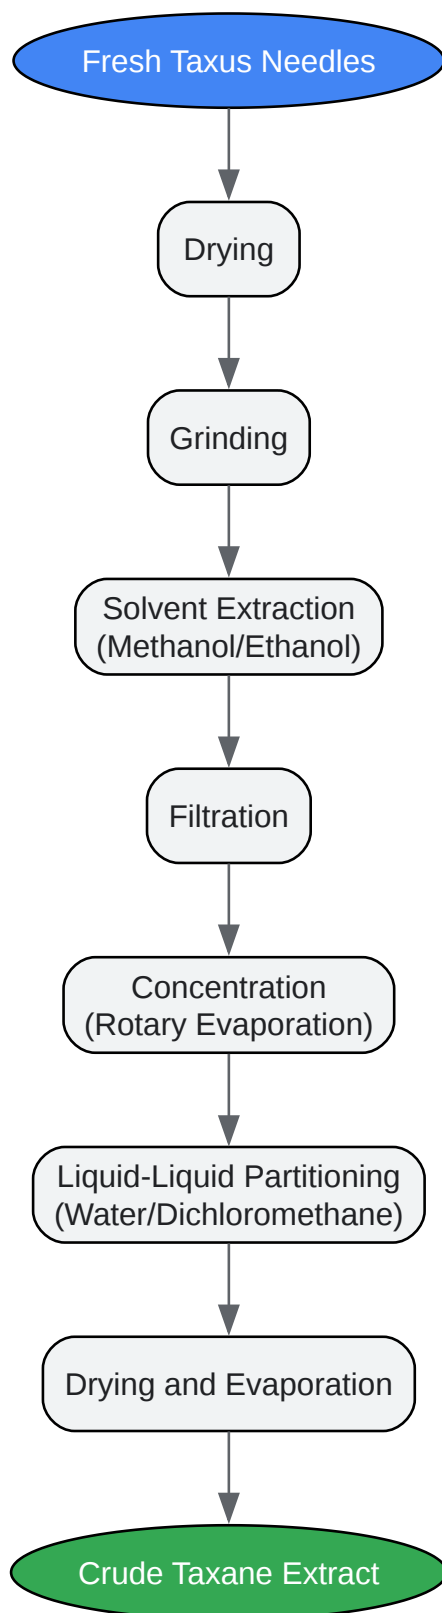 Fresh Taxus Needles
Drying
Grinding
Solvent Extraction
(Methanol/Ethanol)
Filtration
Concentration
(Rotary Evaporation)
Liquid-Liquid Partitioning
(Water/Dichloromethane)
Drying and Evaporation
Crude Taxane Extract